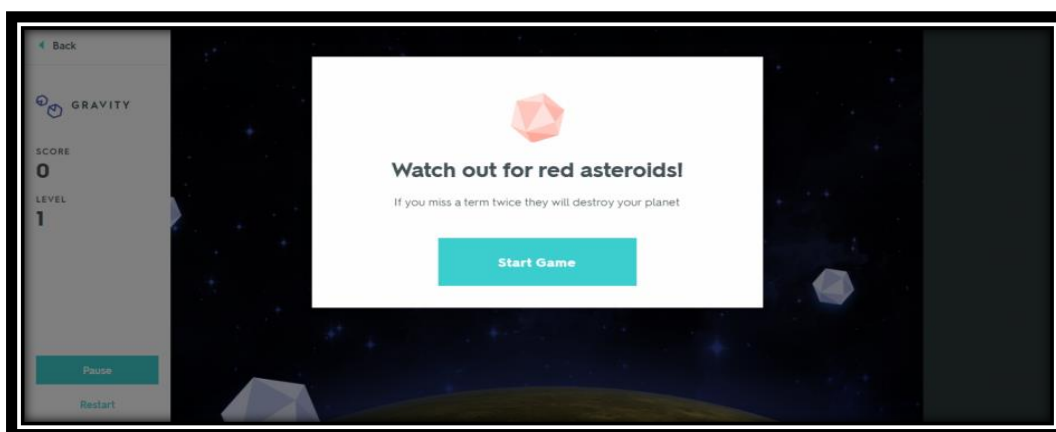 Back
GRAVITY
SCORE
0
LEVEL
1
Pause
Restart
Watch out for red asteroids!
If you miss a term twice they will destroy your planet
Start Game